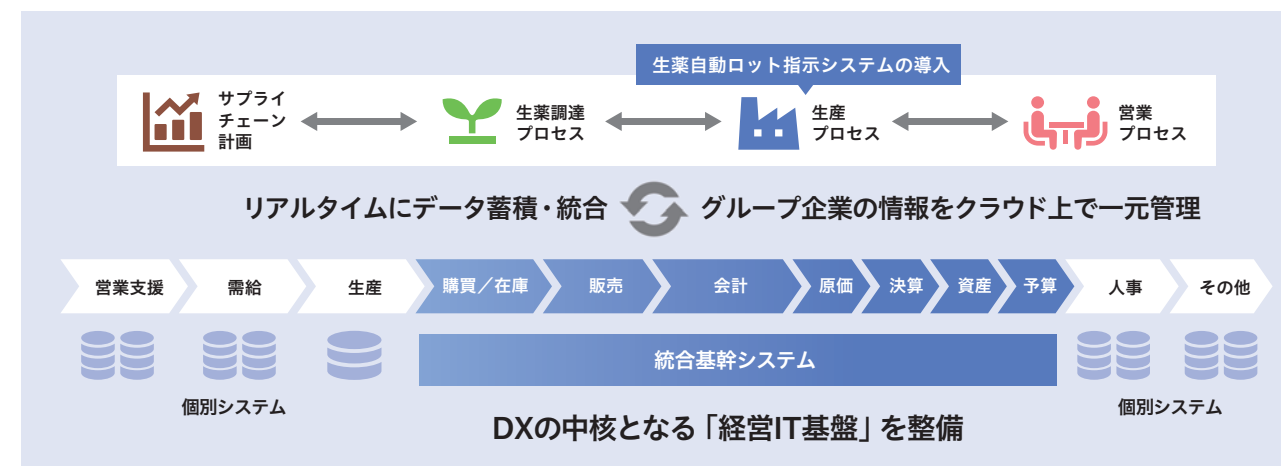 生薬自動ロット指示システムの導入
サプライ
チェーン
計画
生薬調達
プロセス
生産
プロセス
営業
プロセス
リアルタイムにデータ蓄積・統合
グループ企業の情報をクラウド上で一元管理
営業支援
需給
生産
購買／在庫
販売
会計
原価
決算
資産
予算
人事
その他
統合基幹システム
個別システム
個別システム
DXの中核となる「経営IT基盤」を整備